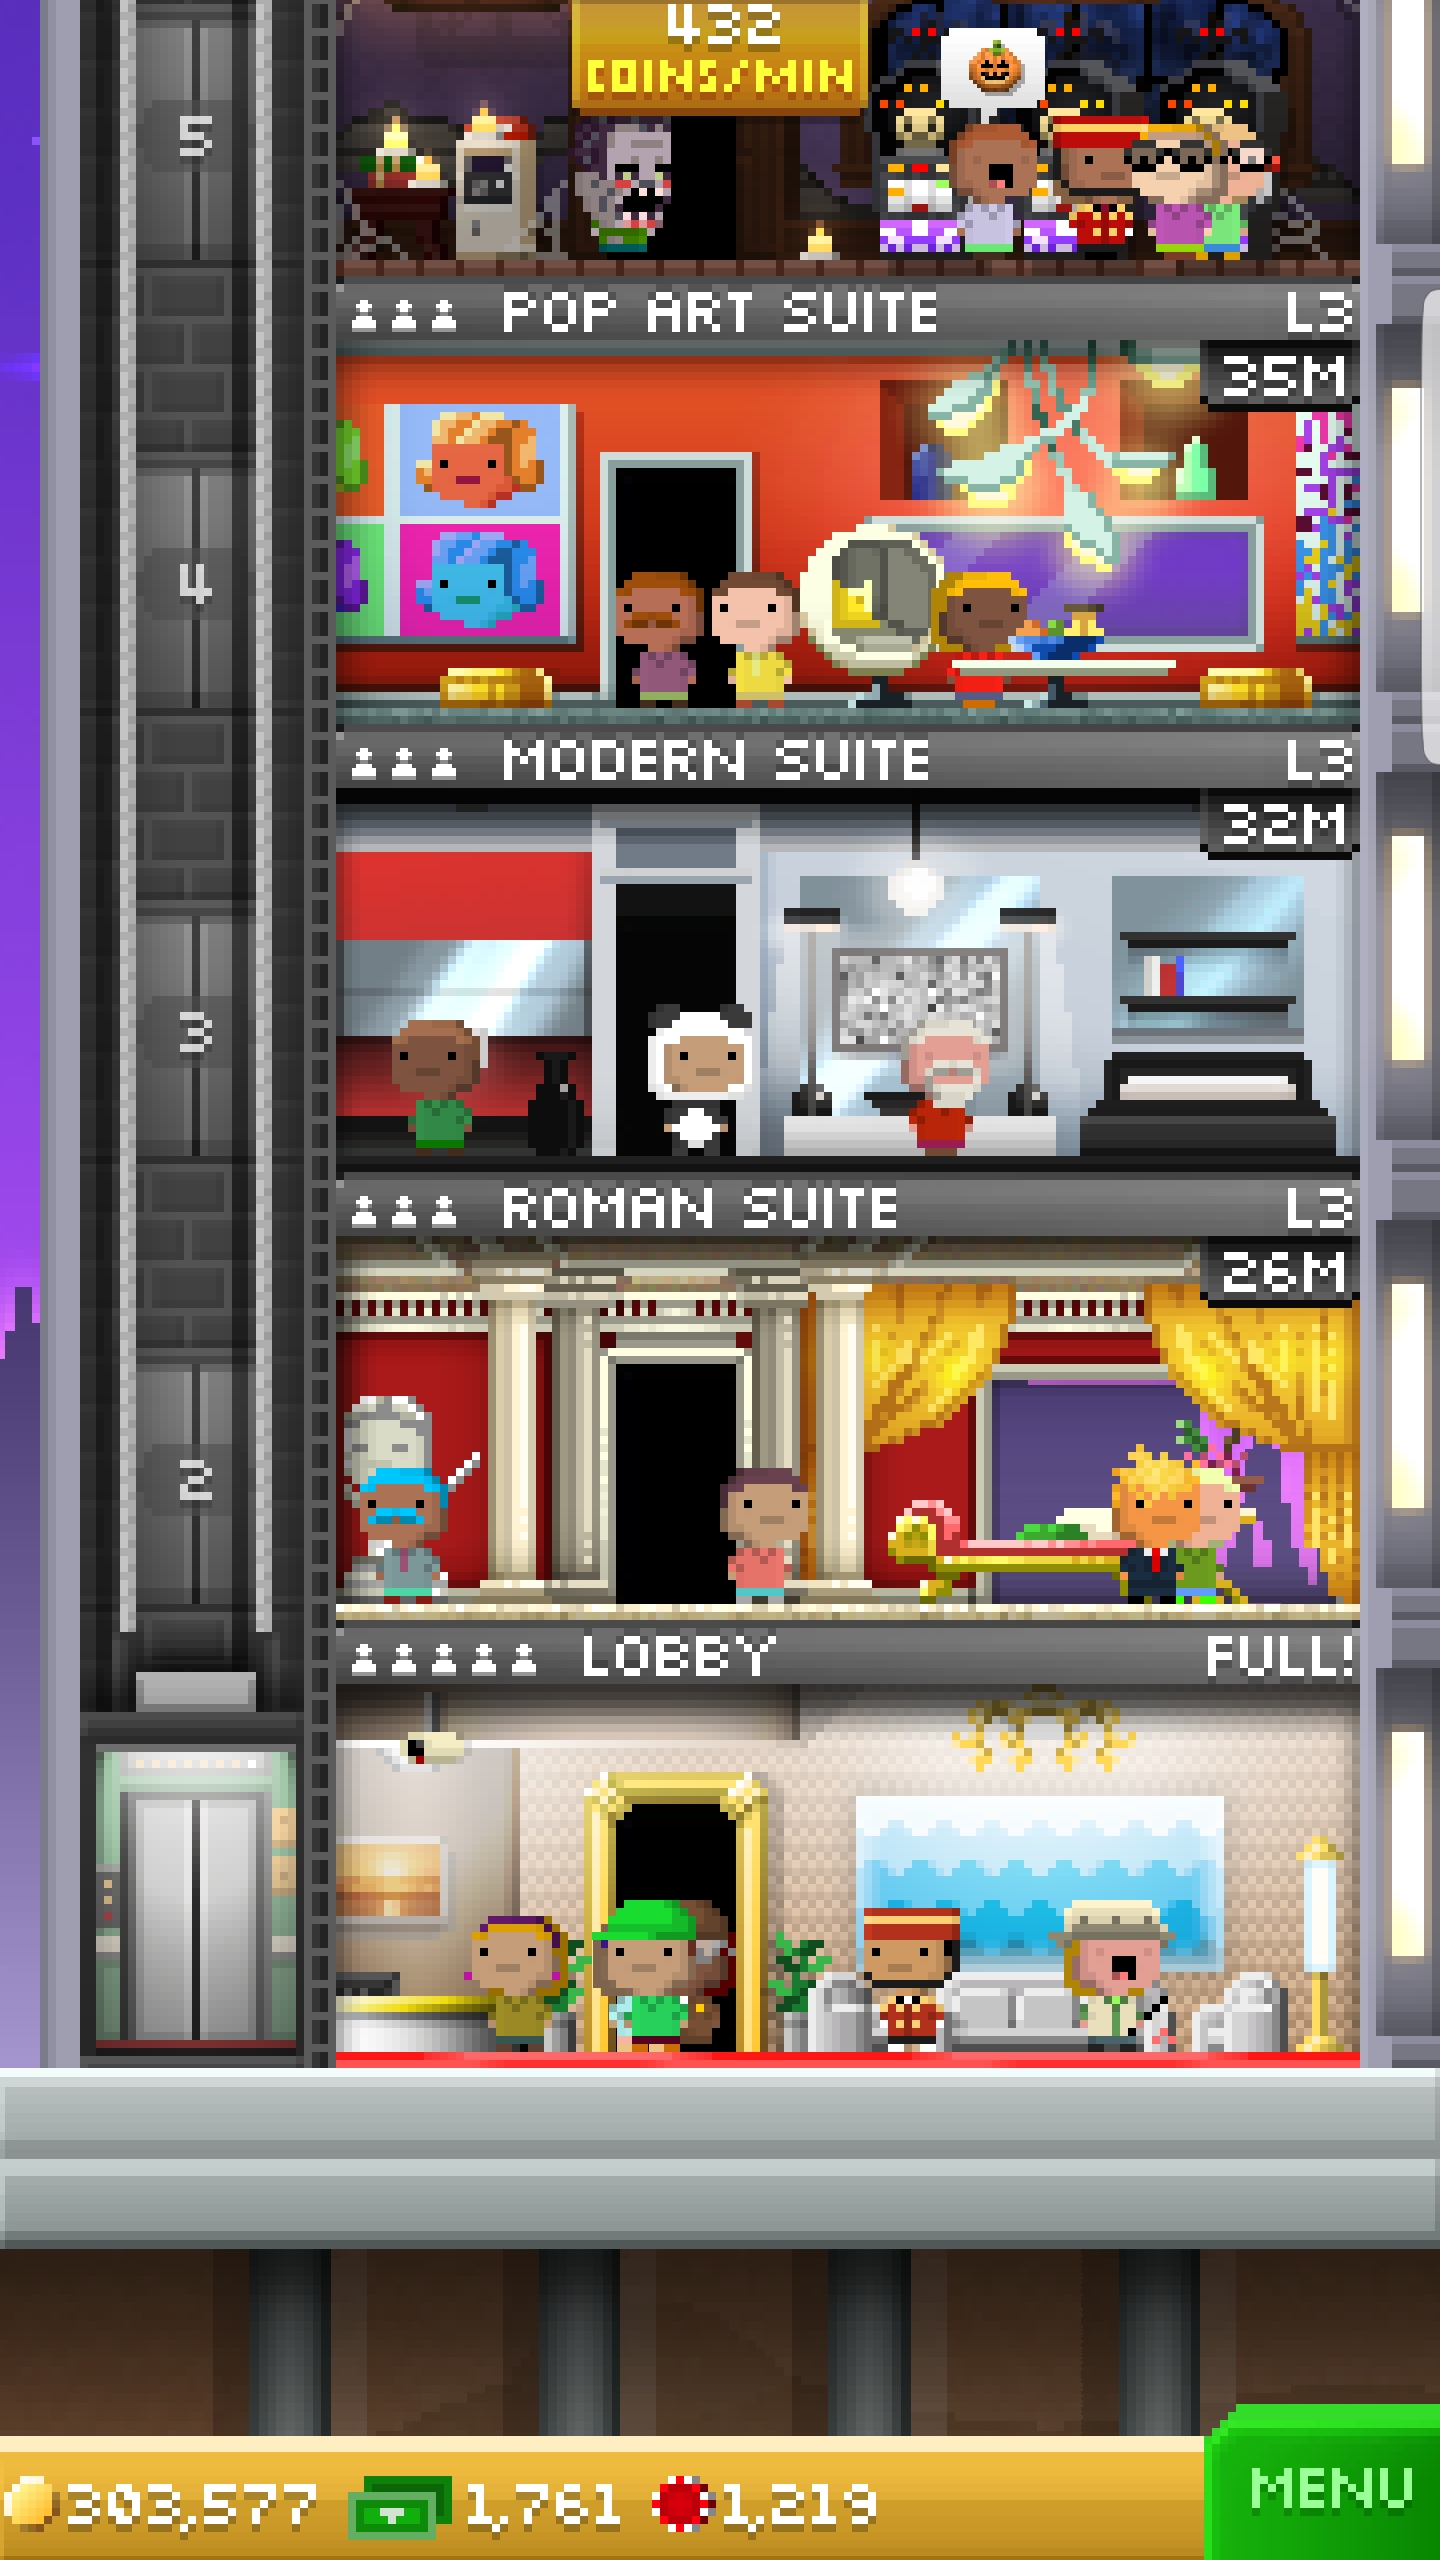 432
COINS/MIN
5
POP ART SUITE L3
35M
4
MODERN SUITE L3
32M
3
ROMAN SUITE L3
26M
2
LOBBY FULL!
303,577 1,761 1,219
MENU